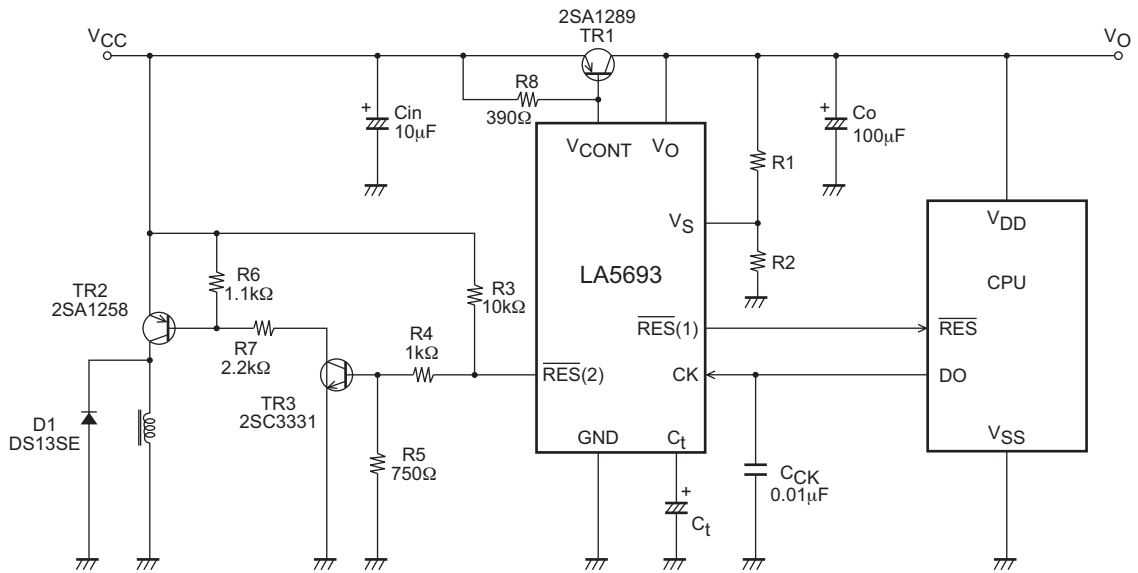 2SA1289
TR1
VCC
VO
R8
390Ω
Cin
10μF
+
VCONT
VO
+
Co
100μF
R1
VS
R2
VDD
CPU
LA5693
R6
1.1kΩ
R3
10kΩ
TR2
2SA1258
R7
2.2kΩ
R4
1kΩ
RES(1)
RES
RES(2)
CK
DO
TR3
2SC3331
D1
DS13SE
R5
750Ω
GND
Ct
VSS
CCK
0.01μF
+
Ct